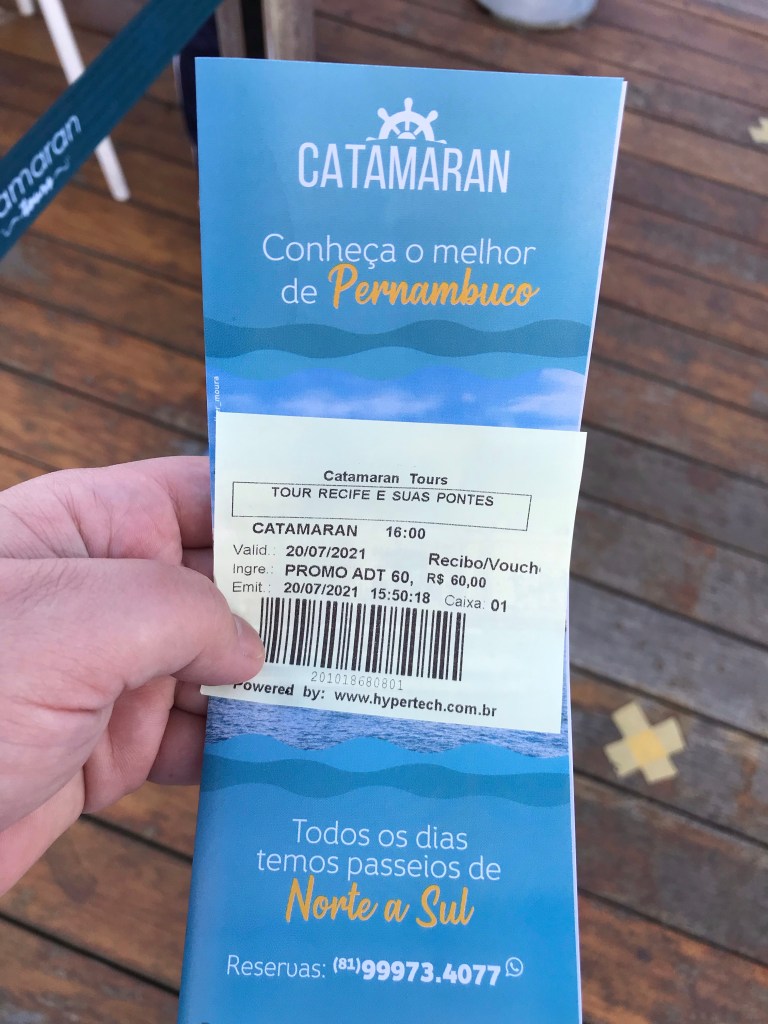 CATAMARAN
Conheça o melhor
de Pernambuco
Catamaran Tours
TOUR RECIFE E SUAS PONTES
CATAMARAN 16:00
Valid.: 20/07/2021 Recibo/Vouch
Ingre.: PROMO ADT 60, R$ 60,00
Emit.: 20/07/2021 15:50:18 Caixa: 01
201018680801
Powered by: www.hypertech.com.br
Todos os dias
temos passeios de
Norte a Sul
Reservas: (81)99973.4077
amaran
tours